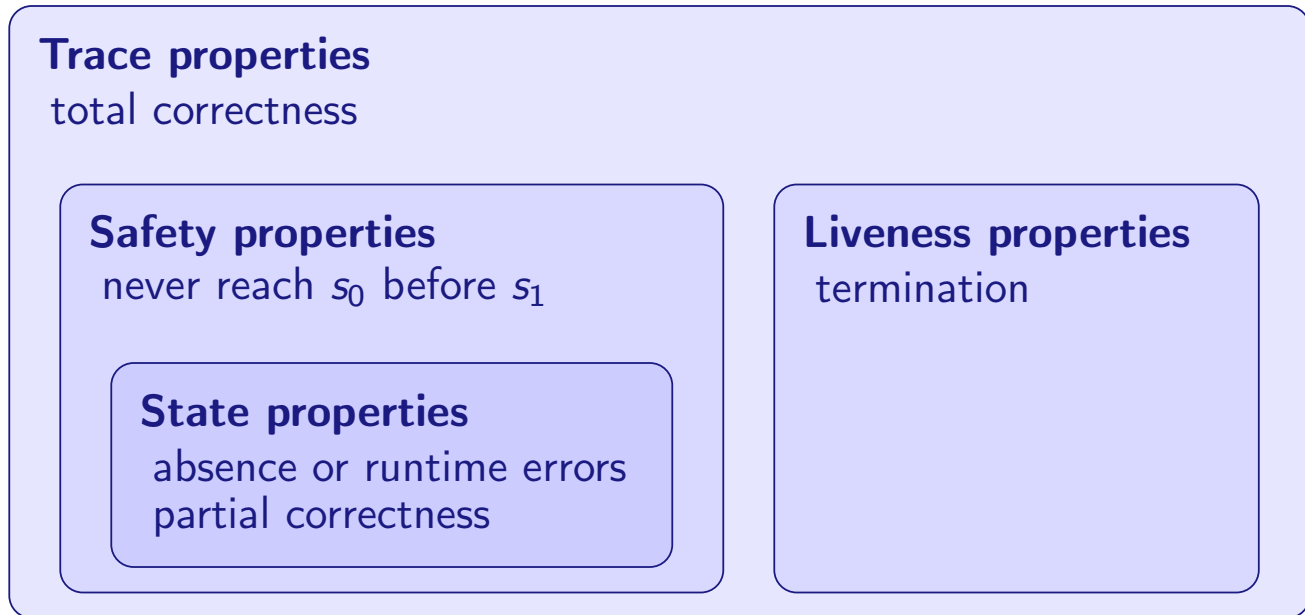 Trace properties
total correctness
Safety properties
never reach s₀ before s₁
State properties
absence or runtime errors
partial correctness
Liveness properties
termination